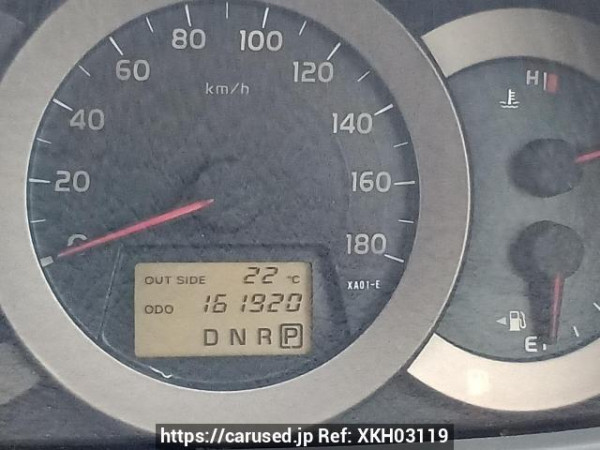 80
100
60
120
km/h
40
140
20
160
0
180
H
OUT SIDE 22 °C
XA01-E
ODO 161920
D N R P
E
https://carused.jp Ref: XKH03119